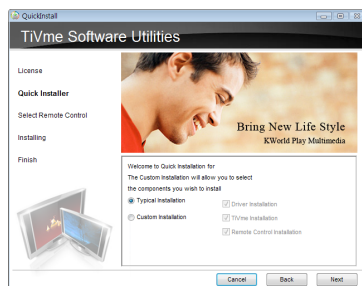 QuickInstall
TiVme Software Utilities
License
Quick Installer
Select Remote Control
Installing
Finish
Bring New Life Style
KWorld Play Multimedia
Welcome to Quick Installation for
The Custom Installation will allow you to select
the components you wish to install
Typical Installation
Driver Installation
Custom Installation
TiVme Installation
Remote Control Installation
Cancel Back Next